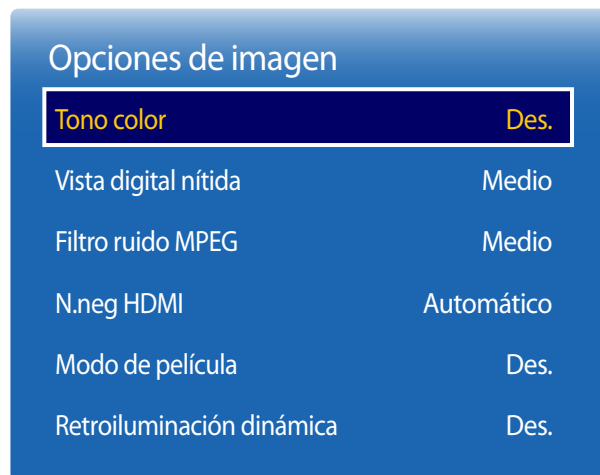 Opciones de imagen
Tono color Des.
Vista digital nítida Medio
Filtro ruido MPEG Medio
N.neg HDMI Automático
Modo de película Des.
Retroiluminación dinámica Des.